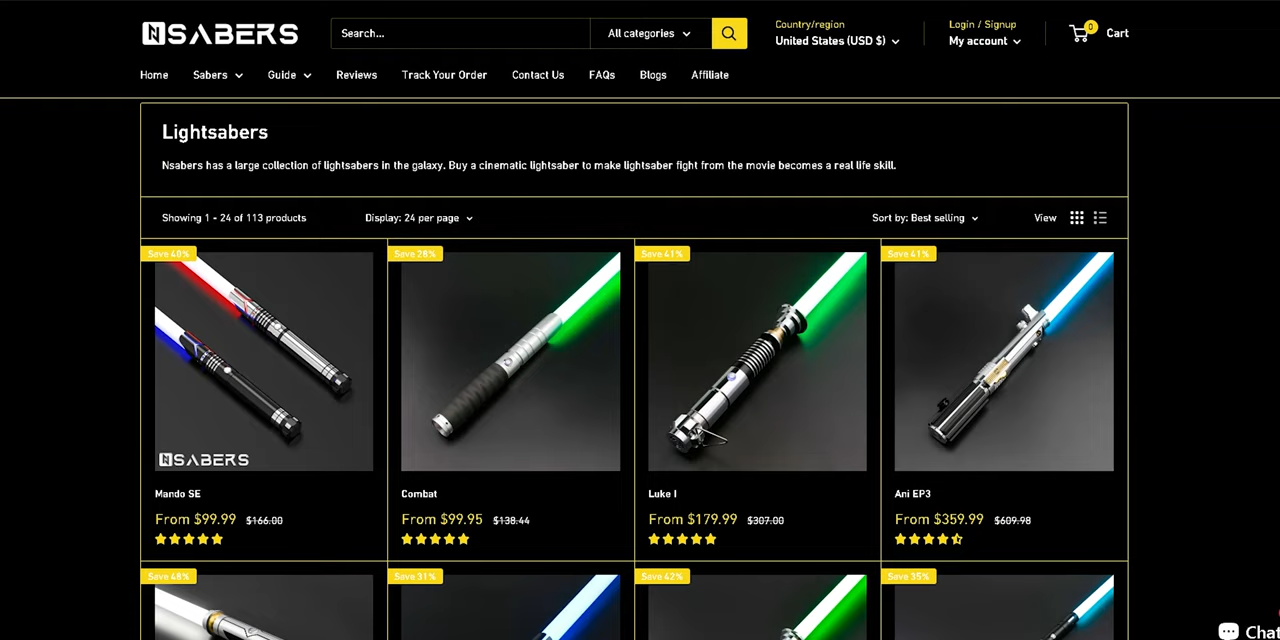 NSABERS
Search...
All categories
Country/region
United States (USD $)
Login / Signup
My account
0
Cart
Home
Sabers
Guide
Reviews
Track Your Order
Contact Us
FAQs
Blogs
Affiliate
Lightsabers
Nsabers has a large collection of lightsabers in the galaxy. Buy a cinematic lightsaber to make lightsaber fight from the movie becomes a real life skill.
Showing 1 - 24 of 113 products
Display: 24 per page
Sort by: Best selling
View
Save 40%
Save 28%
Save 41%
Save 41%
NSABERS
Mando SE
Combat
Luke I
Ani EP3
From $99.99 $166.00
From $99.95 $138.44
From $179.99 $307.00
From $359.99 $609.98
Save 48%
Save 31%
Save 42%
Save 35%
Chat